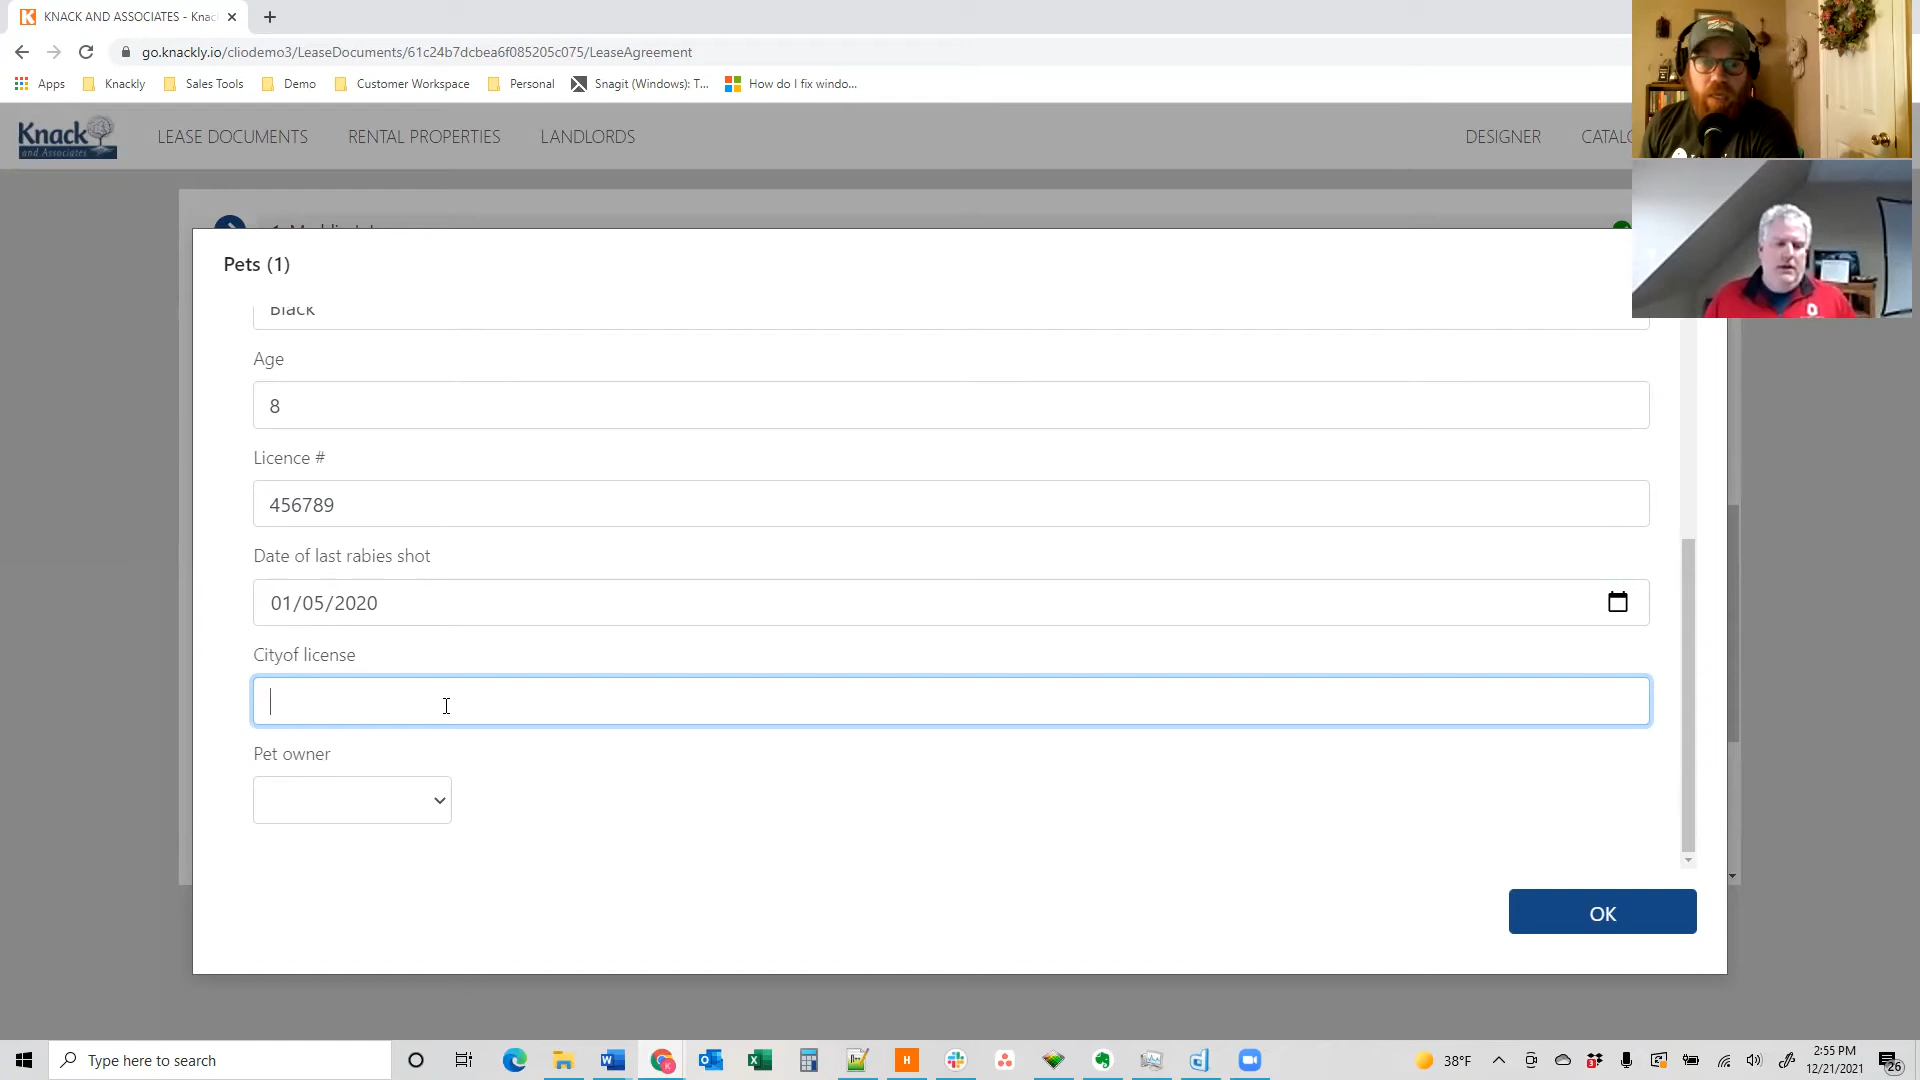 KNACK AND ASSOCIATES - Knac
go.knackly.io/cliodemo3/LeaseDocuments/61c24b7dcbea6f085205c075/LeaseAgreement
Apps Knackly Sales Tools Demo Customer Workspace Personal Snagit (Windows): T... How do I fix windo...
Knack
and Associates
LEASE DOCUMENTS RENTAL PROPERTIES LANDLORDS DESIGNER CATALO
Pets (1)
Black
Age
8
Licence #
456789
Date of last rabies shot
01/05/2020
Cityof license
Pet owner
OK
Type here to search
38°F
2:55 PM
12/21/2021
26